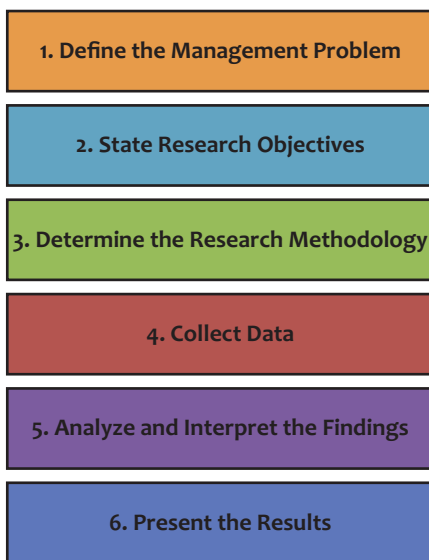 1. Define the Management Problem
2. State Research Objectives
3. Determine the Research Methodology
4. Collect Data
5. Analyze and Interpret the Findings
6. Present the Results